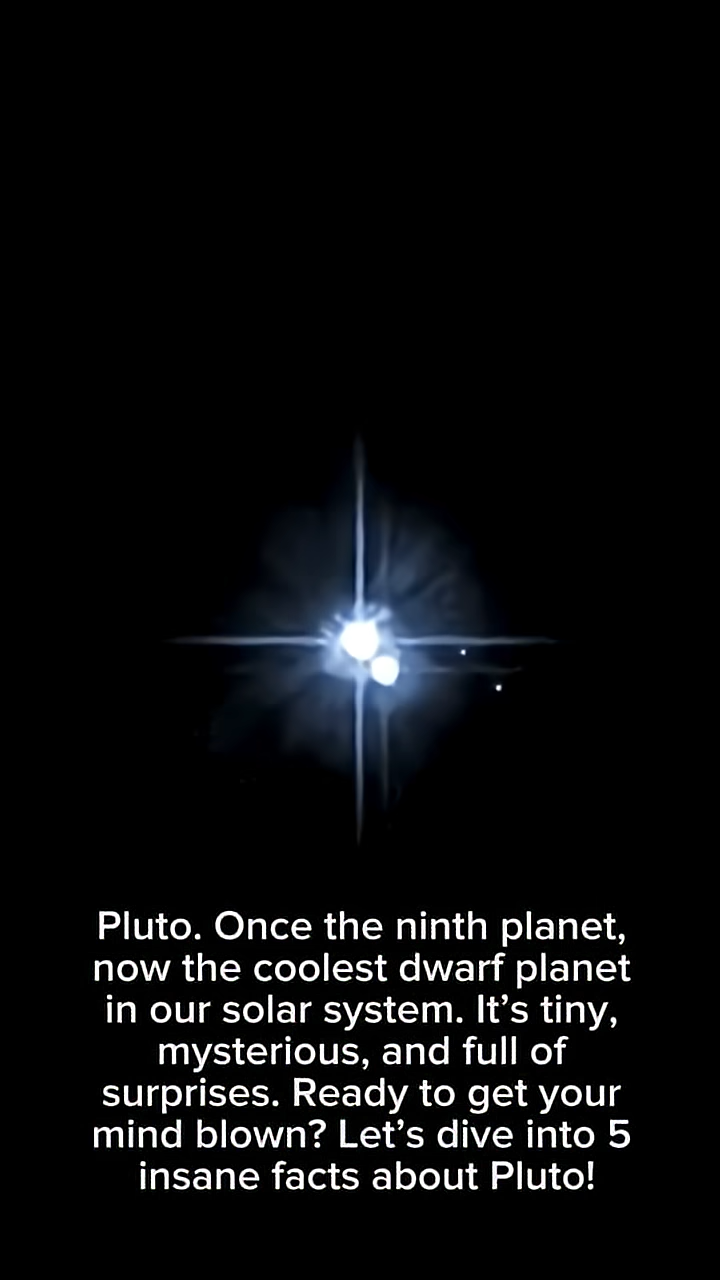 Pluto. Once the ninth planet,
now the coolest dwarf planet
in our solar system. It’s tiny,
mysterious, and full of
surprises. Ready to get your
mind blown? Let’s dive into 5
insane facts about Pluto!